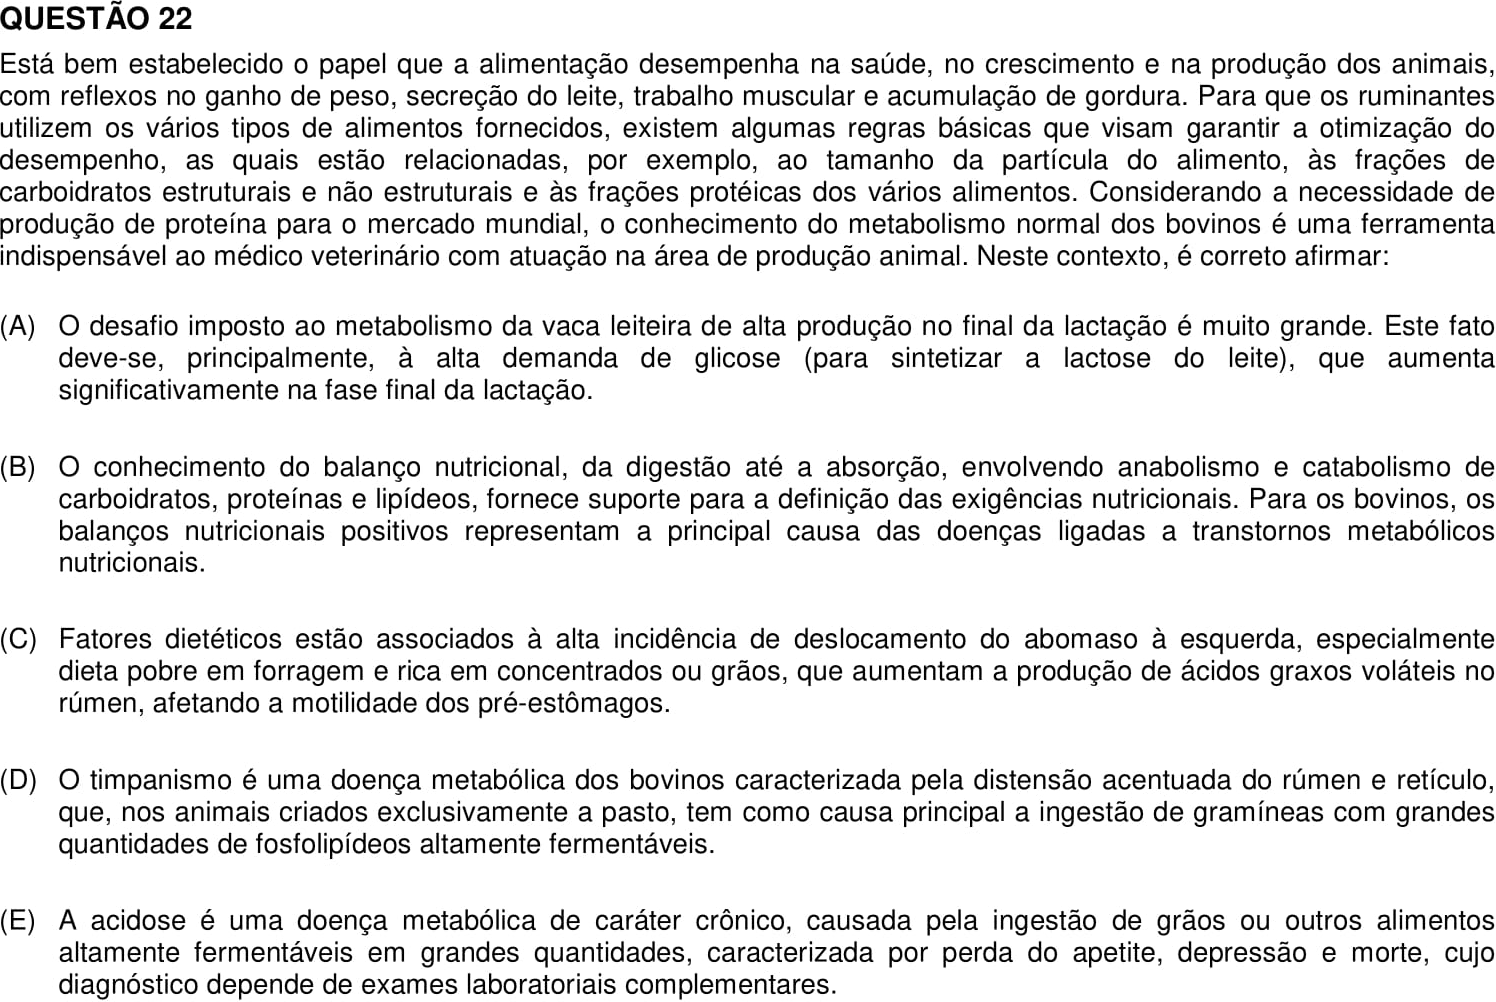 QUESTÃO 22
Está bem estabelecido o papel que a alimentação desempenha na saúde, no crescimento e na produção dos animais,
com reflexos no ganho de peso, secreção do leite, trabalho muscular e acumulação de gordura. Para que os ruminantes
utilizem os vários tipos de alimentos fornecidos, existem algumas regras básicas que visam garantir a otimização do
desempenho, as quais estão relacionadas, por exemplo, ao tamanho da partícula do alimento, às frações de
carboidratos estruturais e não estruturais e às frações protéicas dos vários alimentos. Considerando a necessidade de
produção de proteína para o mercado mundial, o conhecimento do metabolismo normal dos bovinos é uma ferramenta
indispensável ao médico veterinário com atuação na área de produção animal. Neste contexto, é correto afirmar:
(A) O desafio imposto ao metabolismo da vaca leiteira de alta produção no final da lactação é muito grande. Este fato
deve-se, principalmente, à alta demanda de glicose (para sintetizar a lactose do leite), que aumenta
significativamente na fase final da lactação.
(B) O conhecimento do balanço nutricional, da digestão até a absorção, envolvendo anabolismo e catabolismo de
carboidratos, proteínas e lipídeos, fornece suporte para a definição das exigências nutricionais. Para os bovinos, os
balanços nutricionais positivos representam a principal causa das doenças ligadas a transtornos metabólicos
nutricionais.
(C) Fatores dietéticos estão associados à alta incidência de deslocamento do abomaso à esquerda, especialmente
dieta pobre em forragem e rica em concentrados ou grãos, que aumentam a produção de ácidos graxos voláteis no
rúmen, afetando a motilidade dos pré-estômagos.
(D) O timpanismo é uma doença metabólica dos bovinos caracterizada pela distensão acentuada do rúmen e retículo,
que, nos animais criados exclusivamente a pasto, tem como causa principal a ingestão de gramíneas com grandes
quantidades de fosfolipídeos altamente fermentáveis.
(E) A acidose é uma doença metabólica de caráter crônico, causada pela ingestão de grãos ou outros alimentos
altamente fermentáveis em grandes quantidades, caracterizada por perda do apetite, depressão e morte, cujo
diagnóstico depende de exames laboratoriais complementares.